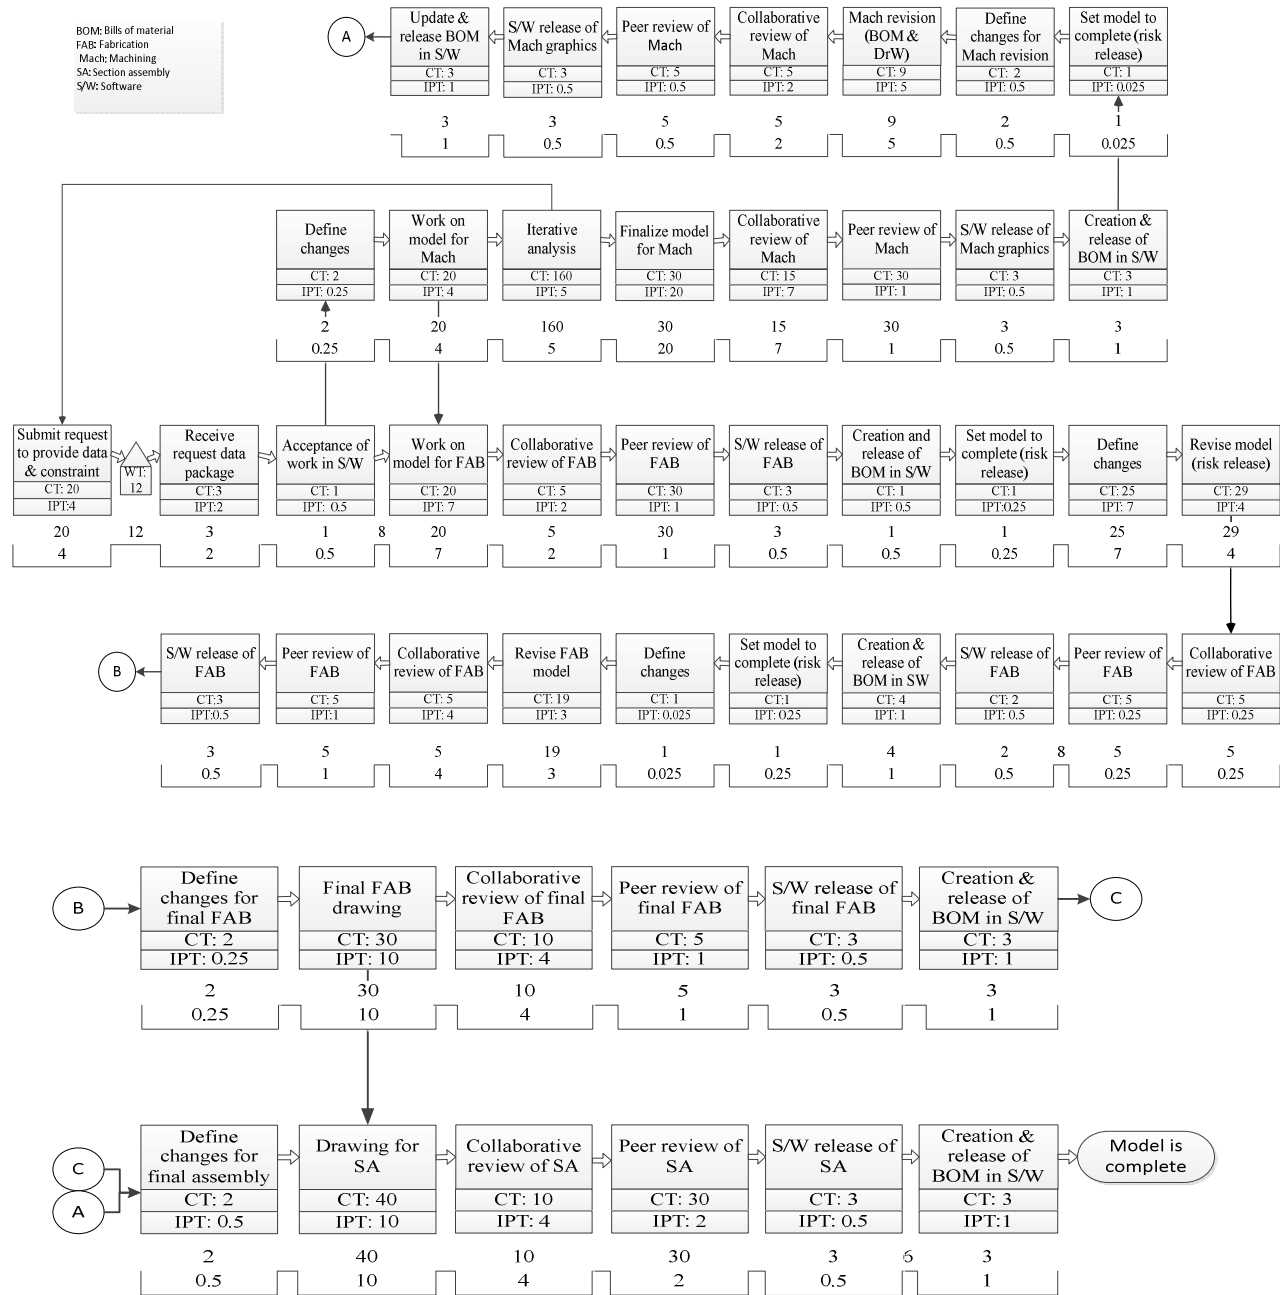 BOM: Bills of material
FAB: Fabrication
Mach: Machining
SA: Section assembly
S/W: Software
A
Update &
release BOM
in S/W
CT: 3
IPT: 1
S/W release of
Mach graphics
CT: 3
IPT: 0.5
Peer review of
Mach
CT: 5
IPT: 0.5
Collaborative
review of
Mach
CT: 5
IPT: 2
Mach revision
(BOM &
DrW)
CT: 9
IPT: 5
Define
changes for
Mach revision
CT: 2
IPT: 0.5
Set model to
complete (risk
release)
CT: 1
IPT: 0.025
3 3 5 5 9 2 1
1 0.5 0.5 2 5 0.5 0.025
Define
changes
CT: 2
IPT: 0.25
Work on
model for
Mach
CT: 20
IPT: 4
Iterative
analysis
CT: 160
IPT: 5
Finalize model
for Mach
CT: 30
IPT: 20
Collaborative
review of
Mach
CT: 15
IPT: 7
Peer review of
Mach
CT: 30
IPT: 1
S/W release of
Mach graphics
CT: 3
IPT: 0.5
Creation &
release of
BOM in S/W
CT: 3
IPT; 1
2 20 160 30 15 30 3 3
0.25 4 5 20 7 1 0.5 1
Submit request
to provide data
& constraint
CT: 20
IPT:4
WT:
12
Receive
request data
package
CT:3
IPT:2
Acceptance of
work in S/W
CT: 1
IPT: 0.5
Work on
model for FAB
CT: 20
IPT: 7
Collaborative
review of FAB
CT: 5
IPT: 2
Peer review
of FAB
CT: 30
IPT: 1
S/W release
of FAB
CT: 3
IPT: 0.5
Creation and
release of
BOM in S/W
CT: 1
IPT: 0.5
Set model to
complete (risk
release)
CT:1
IPT:0.25
Define
changes
CT: 25
IPT: 7
Revise model
(risk release)
CT: 29
IPT:4
20 12 3 1 8 20 5 30 3 1 1 25 29
4 2 0.5 7 2 1 0.5 0.5 0.25 7 4
B
S/W release of
FAB
CT:3
IPT:0.5
Peer review of
FAB
CT: 5
IPT:1
Collaborative
review of FAB
CT: 5
IPT: 4
Revise FAB
model
CT: 19
IPT: 3
Define
changes
CT: 1
IPT: 0.025
Set model to
complete (risk
release)
CT:1
IPT: 0.25
Creation &
release of
BOM in SW
CT: 4
IPT: 1
S/W release of
FAB
CT: 2
IPT: 0.5
Peer review of
FAB
CT: 5
IPT: 0.25
Collaborative
review of FAB
CT: 5
IPT: 0.25
3 5 5 19 1 1 4 2 8 5 5
0.5 1 4 3 0.025 0.25 1 0.5 0.25 0.25
B
Define
changes for
final FAB
CT: 2
IPT: 0.25
Final FAB
drawing
CT: 30
IPT: 10
Collaborative
review of final
FAB
CT: 10
IPT: 4
Peer review of
final FAB
CT: 5
IPT: 1
S/W release of
final FAB
CT: 3
IPT: 0.5
Creation &
release of
BOM in S/W
CT: 3
IPT: 1
C
2 30 10 5 3 3
0.25 10 4 1 0.5 1
C
A
Define
changes for
final assembly
CT: 2
IPT: 0.5
Drawing for
SA
CT: 40
IPT: 10
Collaborative
review of SA
CT: 10
IPT: 4
Peer review of
SA
CT: 30
IPT: 2
S/W release of
SA
CT: 3
IPT: 0.5
Creation &
release of
BOM in S/W
CT: 3
IPT:1
Model is
complete
2 40 10 30 3 6 3
0.5 10 4 2 0.5 1